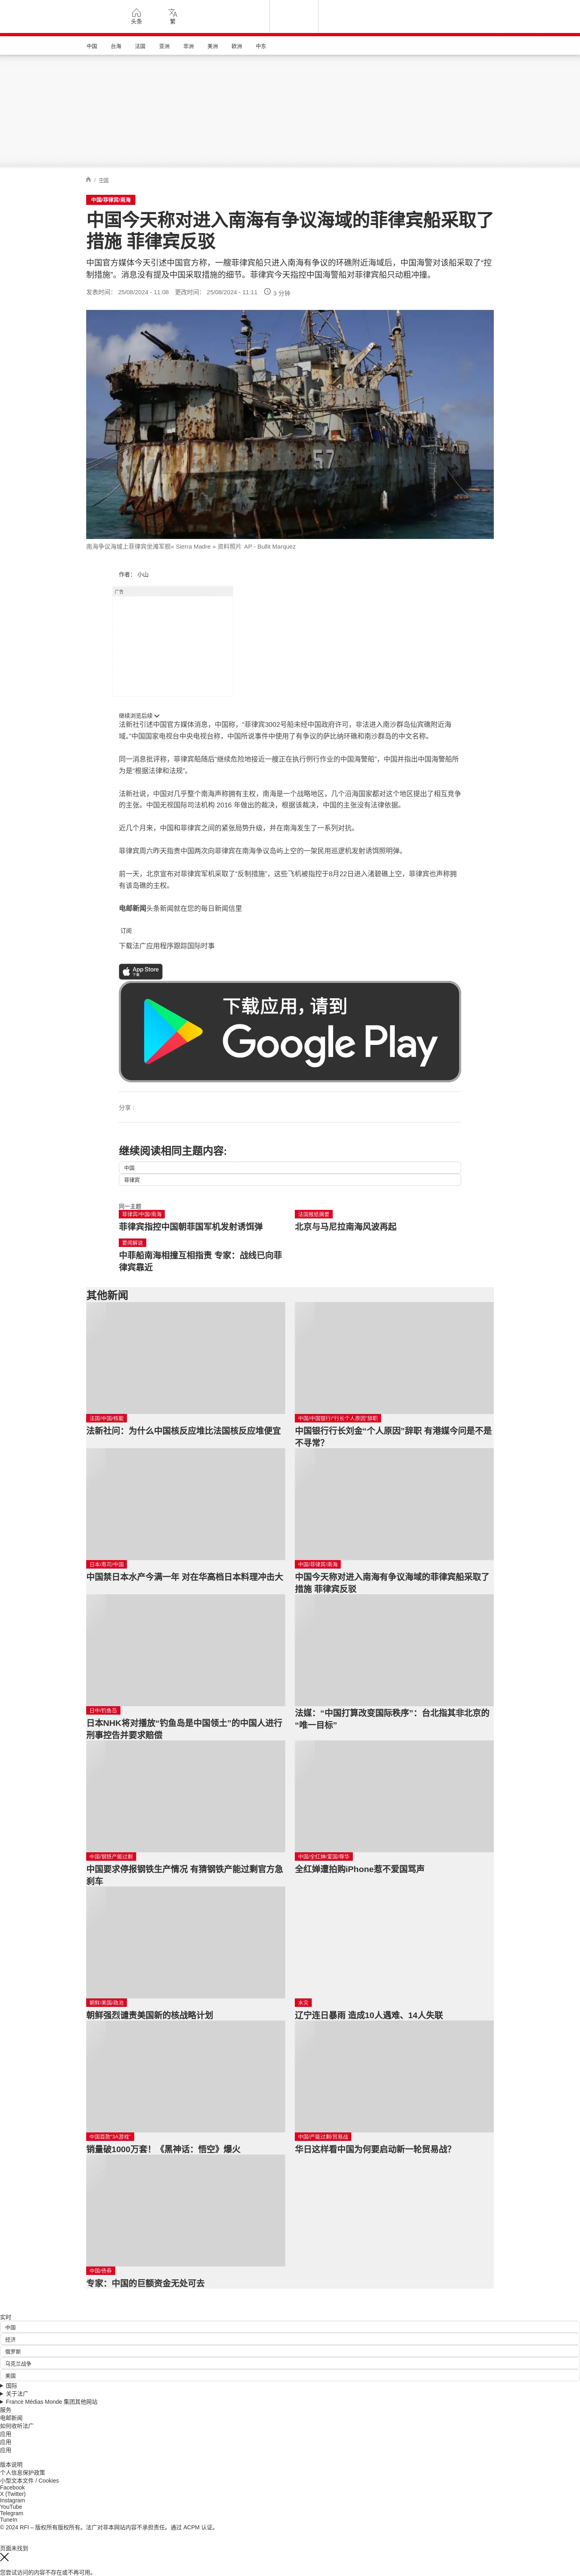 头条
繁
中国
台海
法国
亚洲
非洲
美洲
欧洲
中东
/ 中国
中国/菲律宾/南海
中国今天称对进入南海有争议海域的菲律宾船采取了
措施 菲律宾反驳
中国官方媒体今天引述中国官方称，一艘菲律宾船只进入南海有争议的环礁附近海域后，中国海警对该船采取了“控
制措施”。消息没有提及中国采取措施的细节。菲律宾今天指控中国海警船对菲律宾船只动粗冲撞。
发表时间： 25/08/2024 - 11:08 更改时间： 25/08/2024 - 11:11 3 分钟
57
南海争议海域上菲律宾坐滩军舰« Sierra Madre » 资料照片 AP - Bullit Marquez
作者： 小山
广告
继续浏览后续
法新社引述中国官方媒体消息，中国称，“菲律宾3002号船未经中国政府许可，非法进入南沙群岛仙宾礁附近海
域。”中国国家电视台中央电视台称，中国所说事件中使用了有争议的萨比纳环礁和南沙群岛的中文名称。
同一消息批评称，菲律宾船随后“继续危险地接近一艘正在执行例行作业的中国海警船”，中国并指出中国海警船所
为是“根据法律和法规”。
法新社说，中国对几乎整个南海声称拥有主权，南海是一个战略地区，几个沿海国家都对这个地区提出了相互竞争
的主张。中国无视国际司法机构 2016 年做出的裁决，根据该裁决，中国的主张没有法律依据。
近几个月来，中国和菲律宾之间的紧张局势升级，并在南海发生了一系列对抗。
菲律宾周六昨天指责中国两次向菲律宾在南海争议岛屿上空的一架民用巡逻机发射诱饵照明弹。
前一天，北京宣布对菲律宾军机采取了“反制措施”，这些飞机被指控于8月22日进入渚碧礁上空，菲律宾也声称拥
有该岛礁的主权。
电邮新闻头条新闻就在您的每日新闻信里
订阅
下载法广应用程序跟踪国际时事
App Store
下载
下载应用，请到
Google Play
分享 :
继续阅读相同主题内容:
中国
菲律宾
同一主题
菲律宾/中国/南海
菲律宾指控中国朝菲国军机发射诱饵弹
法国报纸摘要
北京与马尼拉南海风波再起
要闻解说
中菲船南海相撞互相指责 专家：战线已向菲
律宾靠近
其他新闻
法国/中国/核能
法新社问：为什么中国核反应堆比法国核反应堆便宜
中国/中国银行/“行长个人原因”辞职
中国银行行长刘金“个人原因”辞职 有港媒今问是不是
不寻常？
日本/寿司/中国
中国禁日本水产今满一年 对在华高档日本料理冲击大
中国/菲律宾/南海
中国今天称对进入南海有争议海域的菲律宾船采取了
措施 菲律宾反驳
日中/钓鱼岛
日本NHK将对播放“钓鱼岛是中国领土”的中国人进行
刑事控告并要求赔偿
法媒：“中国打算改变国际秩序”：台北指其非北京的
“唯一目标”
中国/钢铁产能过剩
中国要求停报钢铁生产情况 有猜钢铁产能过剩官方急
刹车
中国/全红婵/爱国/辱华
全红婵遭拍购iPhone惹不爱国骂声
朝鲜/美国/政治
朝鲜强烈谴责美国新的核战略计划
水灾
辽宁连日暴雨 造成10人遇难、14人失联
中国首款“3A游戏”
销量破1000万套！《黑神话：悟空》爆火
中国/产能过剩/贸易战
华日这样看中国为何要启动新一轮贸易战？
中国/债券
专家：中国的巨额资金无处可去
实时
中国
经济
俄罗斯
乌克兰战争
美国
国际
关于法广
France Médias Monde 集团其他网站
服务
电邮新闻
如何收听法广
应用
应用
应用
版本说明
个人信息保护政策
小型文本文件 / Cookies
Facebook
X (Twitter)
Instagram
YouTube
Telegram
TuneIn
© 2024 RFI – 版权所有版权所有。法广对非本网站内容不承担责任。通过 ACPM 认证。
页面未找到
您尝试访问的内容不存在或不再可用。